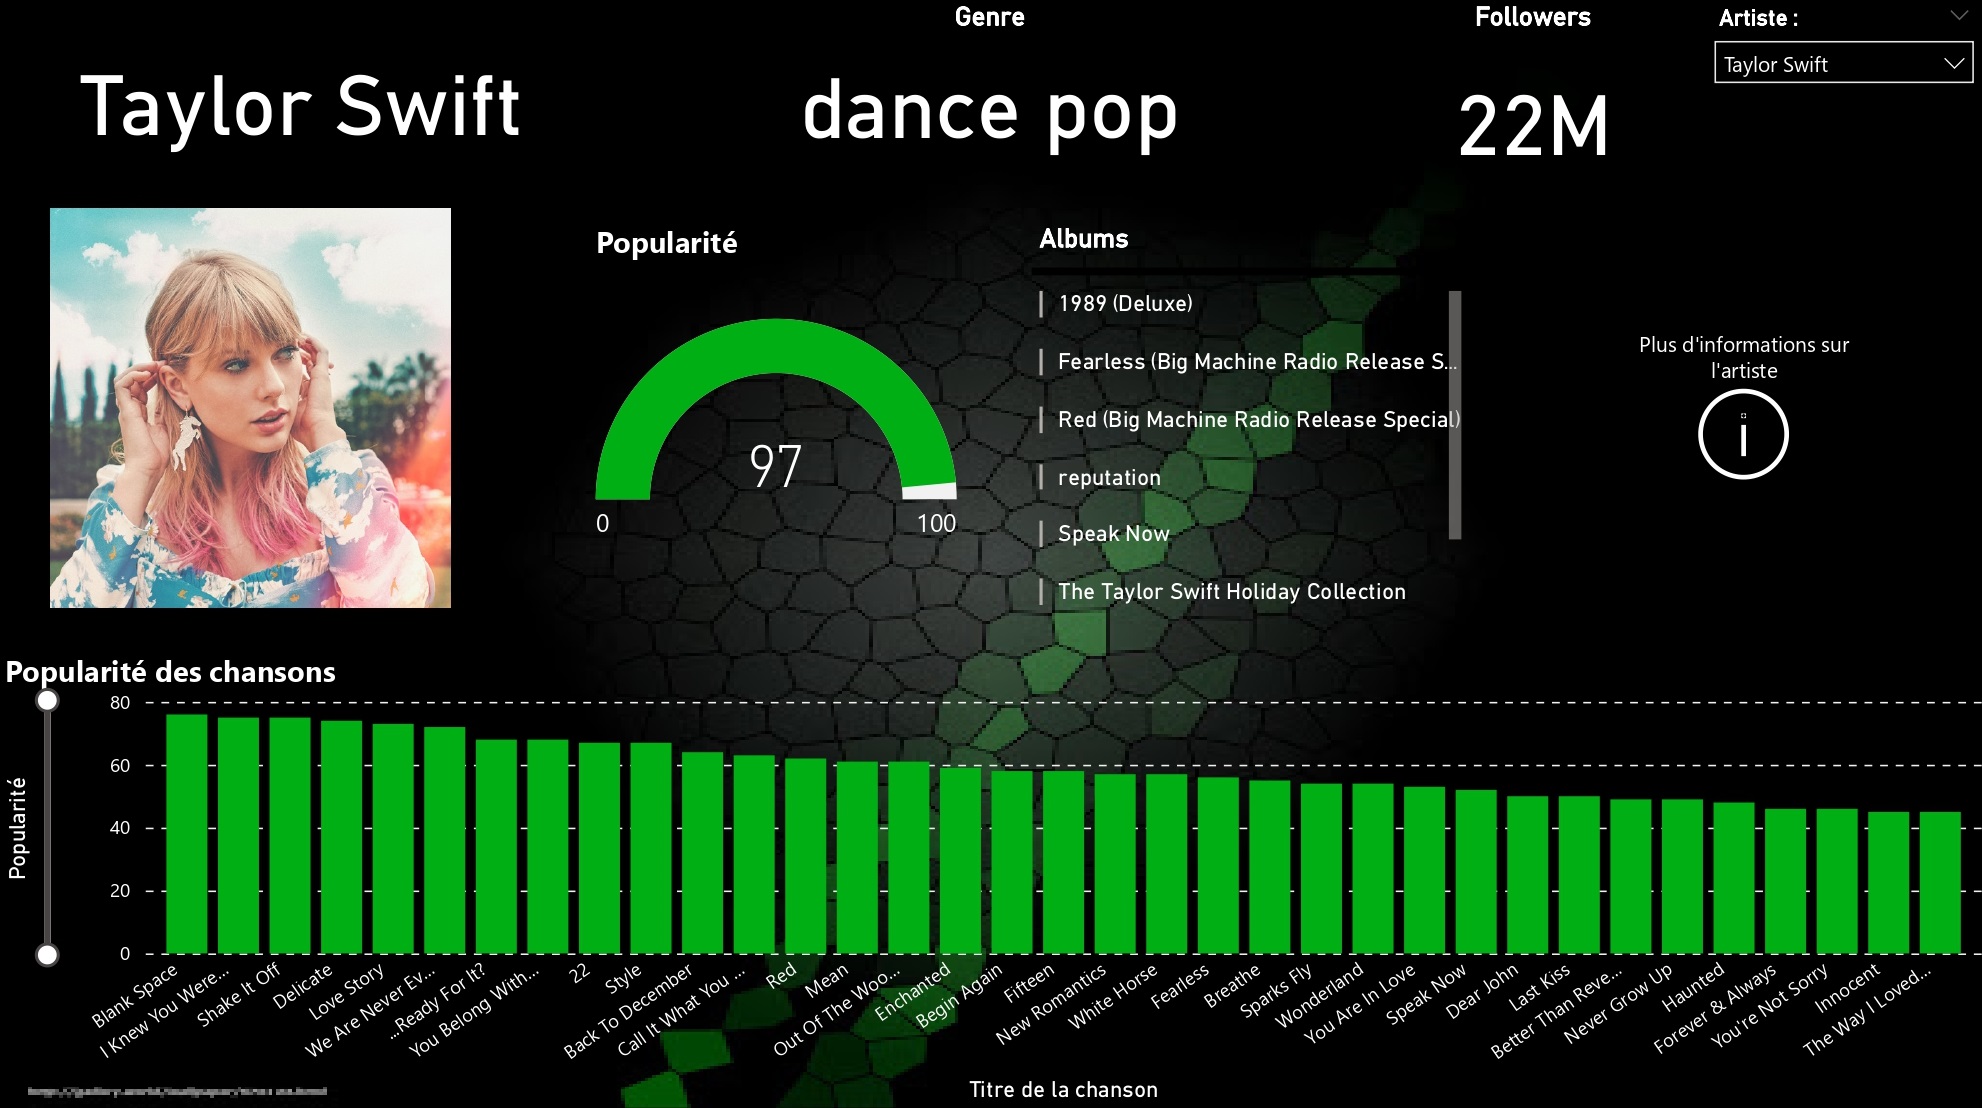 Genre
Followers
Artiste :
Taylor Swift
Taylor Swift
dance pop
22M
Popularité
Albums
1989 (Deluxe)
Fearless (Big Machine Radio Release S...
Red (Big Machine Radio Release Special)
reputation
Speak Now
The Taylor Swift Holiday Collection
97
0
100
Plus d'informations sur
l'artiste
i
Popularité des chansons
Popularité
80
60
40
20
0
Blank Space
I Knew You Were...
Shake It Off
Delicate
Love Story
We Are Never Ev...
...Ready For It?
You Belong With...
22
Style
Back To December
Call It What You ...
Red
Mean
Out Of The Woo...
Enchanted
Begin Again
Fifteen
New Romantics
White Horse
Fearless
Breathe
Sparks Fly
Wonderland
You Are In Love
Speak Now
Dear John
Last Kiss
Better Than Reve...
Never Grow Up
Haunted
Forever & Always
You're Not Sorry
Innocent
The Way I Loved...
Titre de la chanson